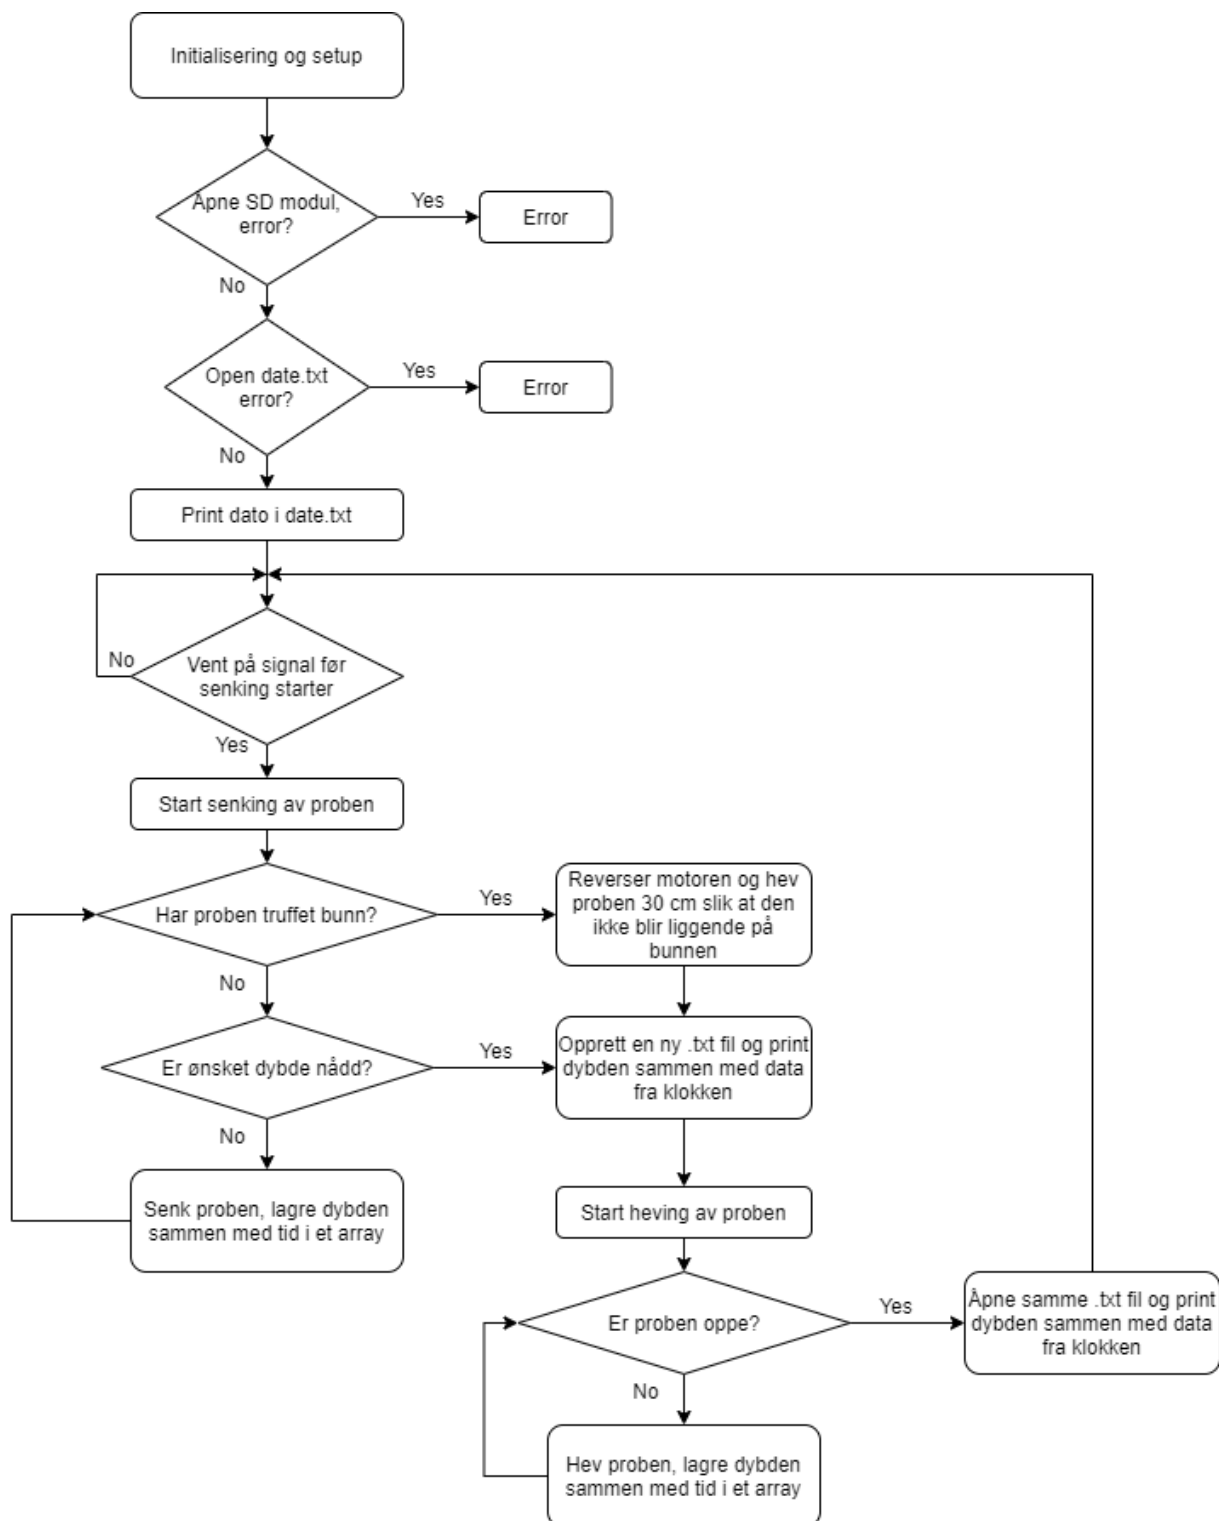 Initialisering og setup
Åpne SD modul,
error?
Yes
Error
No
Open date.txt
error?
Yes
Error
No
Print dato i date.txt
No
Vent på signal før
senking starter
Yes
Start senking av proben
Har proben truffet bunn?
Yes
Reverser motoren og hev
proben 30 cm slik at den
ikke blir liggende på
bunnen
No
Er ønsket dybde nådd?
Yes
Opprett en ny .txt fil og print
dybden sammen med data
fra klokken
No
Senk proben, lagre dybden
sammen med tid i et array
Start heving av proben
Er proben oppe?
Yes
Åpne samme .txt fil og print
dybden sammen med data
fra klokken
No
Hev proben, lagre dybden
sammen med tid i et array